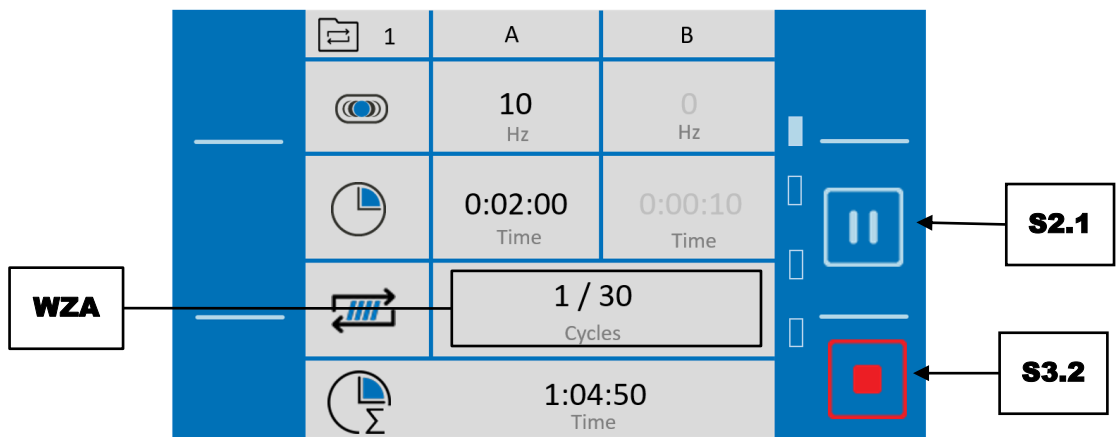 1 A B
10 0
Hz Hz
0:02:00 0:00:10
Time Time
S2.1
WZA
1 / 30
Cycles
S3.2
Σ
1:04:50
Time